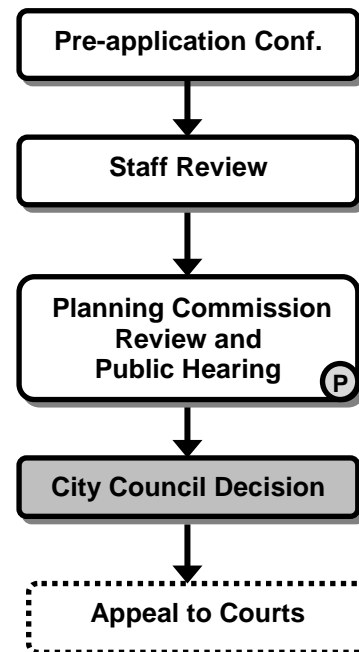 Pre-application Conf.
Staff Review
Planning Commission
Review and
Public Hearing
P
City Council Decision
Appeal to Courts